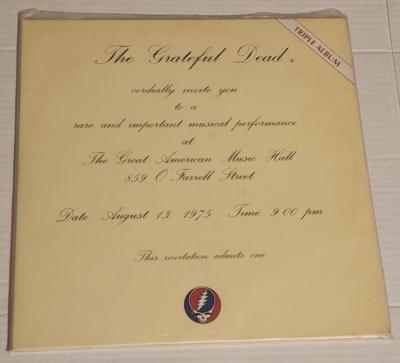 The Grateful Dead.
TRIPLE ALBUM
cordially invite you
to a
rare and important musical performance
at
The Great American Music Hall
859 O Farrell Street
Date August 13, 1975 Time 9 00 pm
This invitation admits one